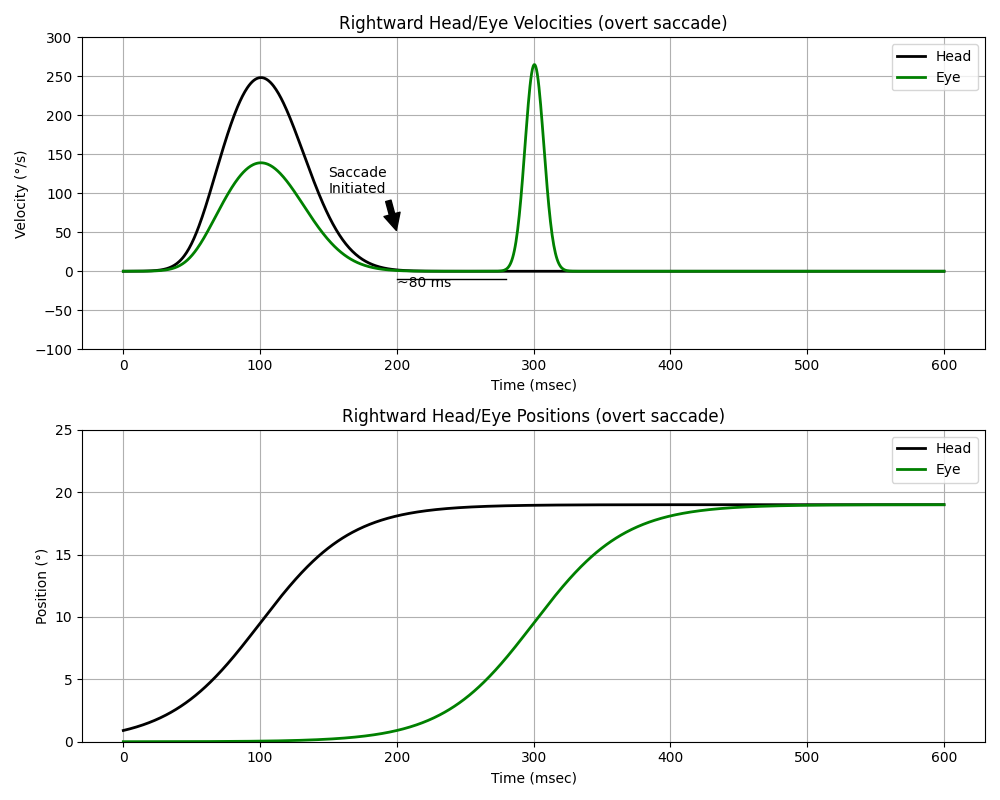 Rightward Head/Eye Velocities (overt saccade)
300
250
200
150
100
50
0
−50
−100
Velocity (°/s)
Head
Eye
Saccade
Initiated
~80 ms
0 100 200 300 400 500 600
Time (msec)
Rightward Head/Eye Positions (overt saccade)
25
20
15
10
5
0
Position (°)
Head
Eye
0 100 200 300 400 500 600
Time (msec)